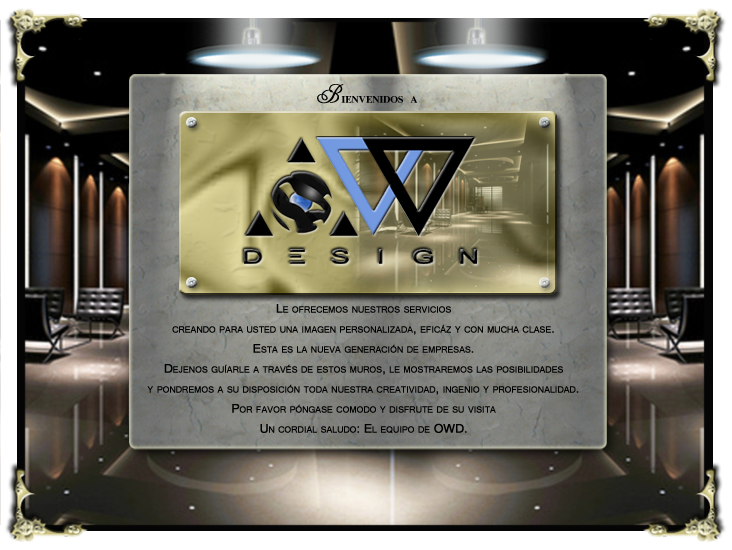 Bienvenidos a
W
DESIGN
Le ofrecemos nuestros servicios
creando para usted una imagen personalizada, eficáz y con mucha clase.
Esta es la nueva generación de empresas.
Dejenos guíarle a través de estos muros, le mostraremos las posibilidades
y pondremos a su disposición toda nuestra creatividad, ingenio y profesionalidad.
Por favor póngase comodo y disfrute de su visita
Un cordial saludo: El equipo de OWD.